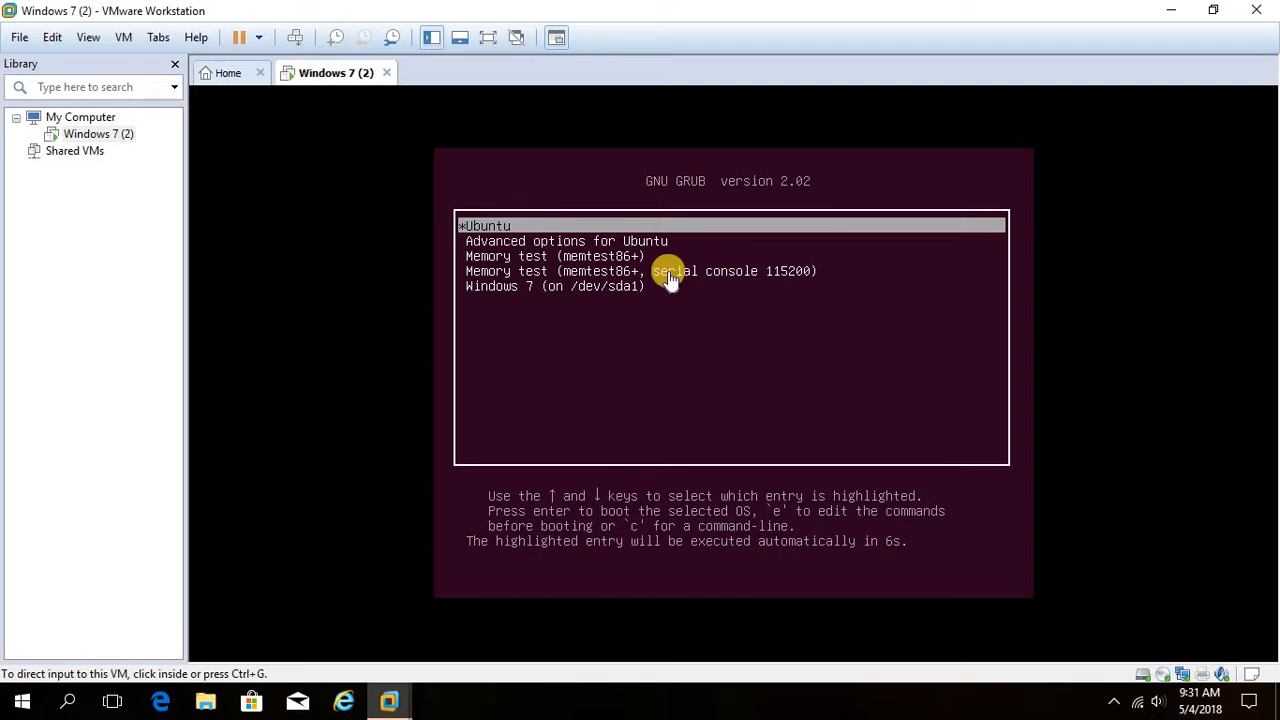 Windows 7 (2) - VMware Workstation
File Edit View VM Tabs Help
Library
Home
Windows 7 (2)
Type here to search
My Computer
Windows 7 (2)
Shared VMs
GNU GRUB version 2.02
*Ubuntu
Advanced options for Ubuntu
Memory test (memtest86+)
Memory test (memtest86+, serial console 115200)
Windows 7 (on /dev/sda1)
Use the ↑ and ↓ keys to select which entry is highlighted.
Press enter to boot the selected OS, `e' to edit the commands
before booting or `c' for a command-line.
The highlighted entry will be executed automatically in 6s.
To direct input to this VM, click inside or press Ctrl+G.
9:31 AM
5/4/2018